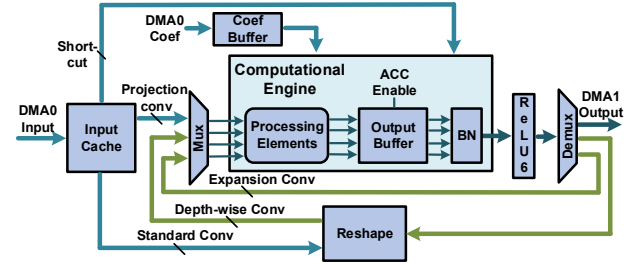 DMA0
Coef
Coef
Buffer
Short-
cut
Projection
conv
Computational
Engine
ACC
Enable
DMA0
Input
Input
Cache
Mux
Processing
Elements
Output
Buffer
BN
ReLU6
Demux
DMA1
Output
Expansion Conv
Depth-wise Conv
Standard Conv
Reshape